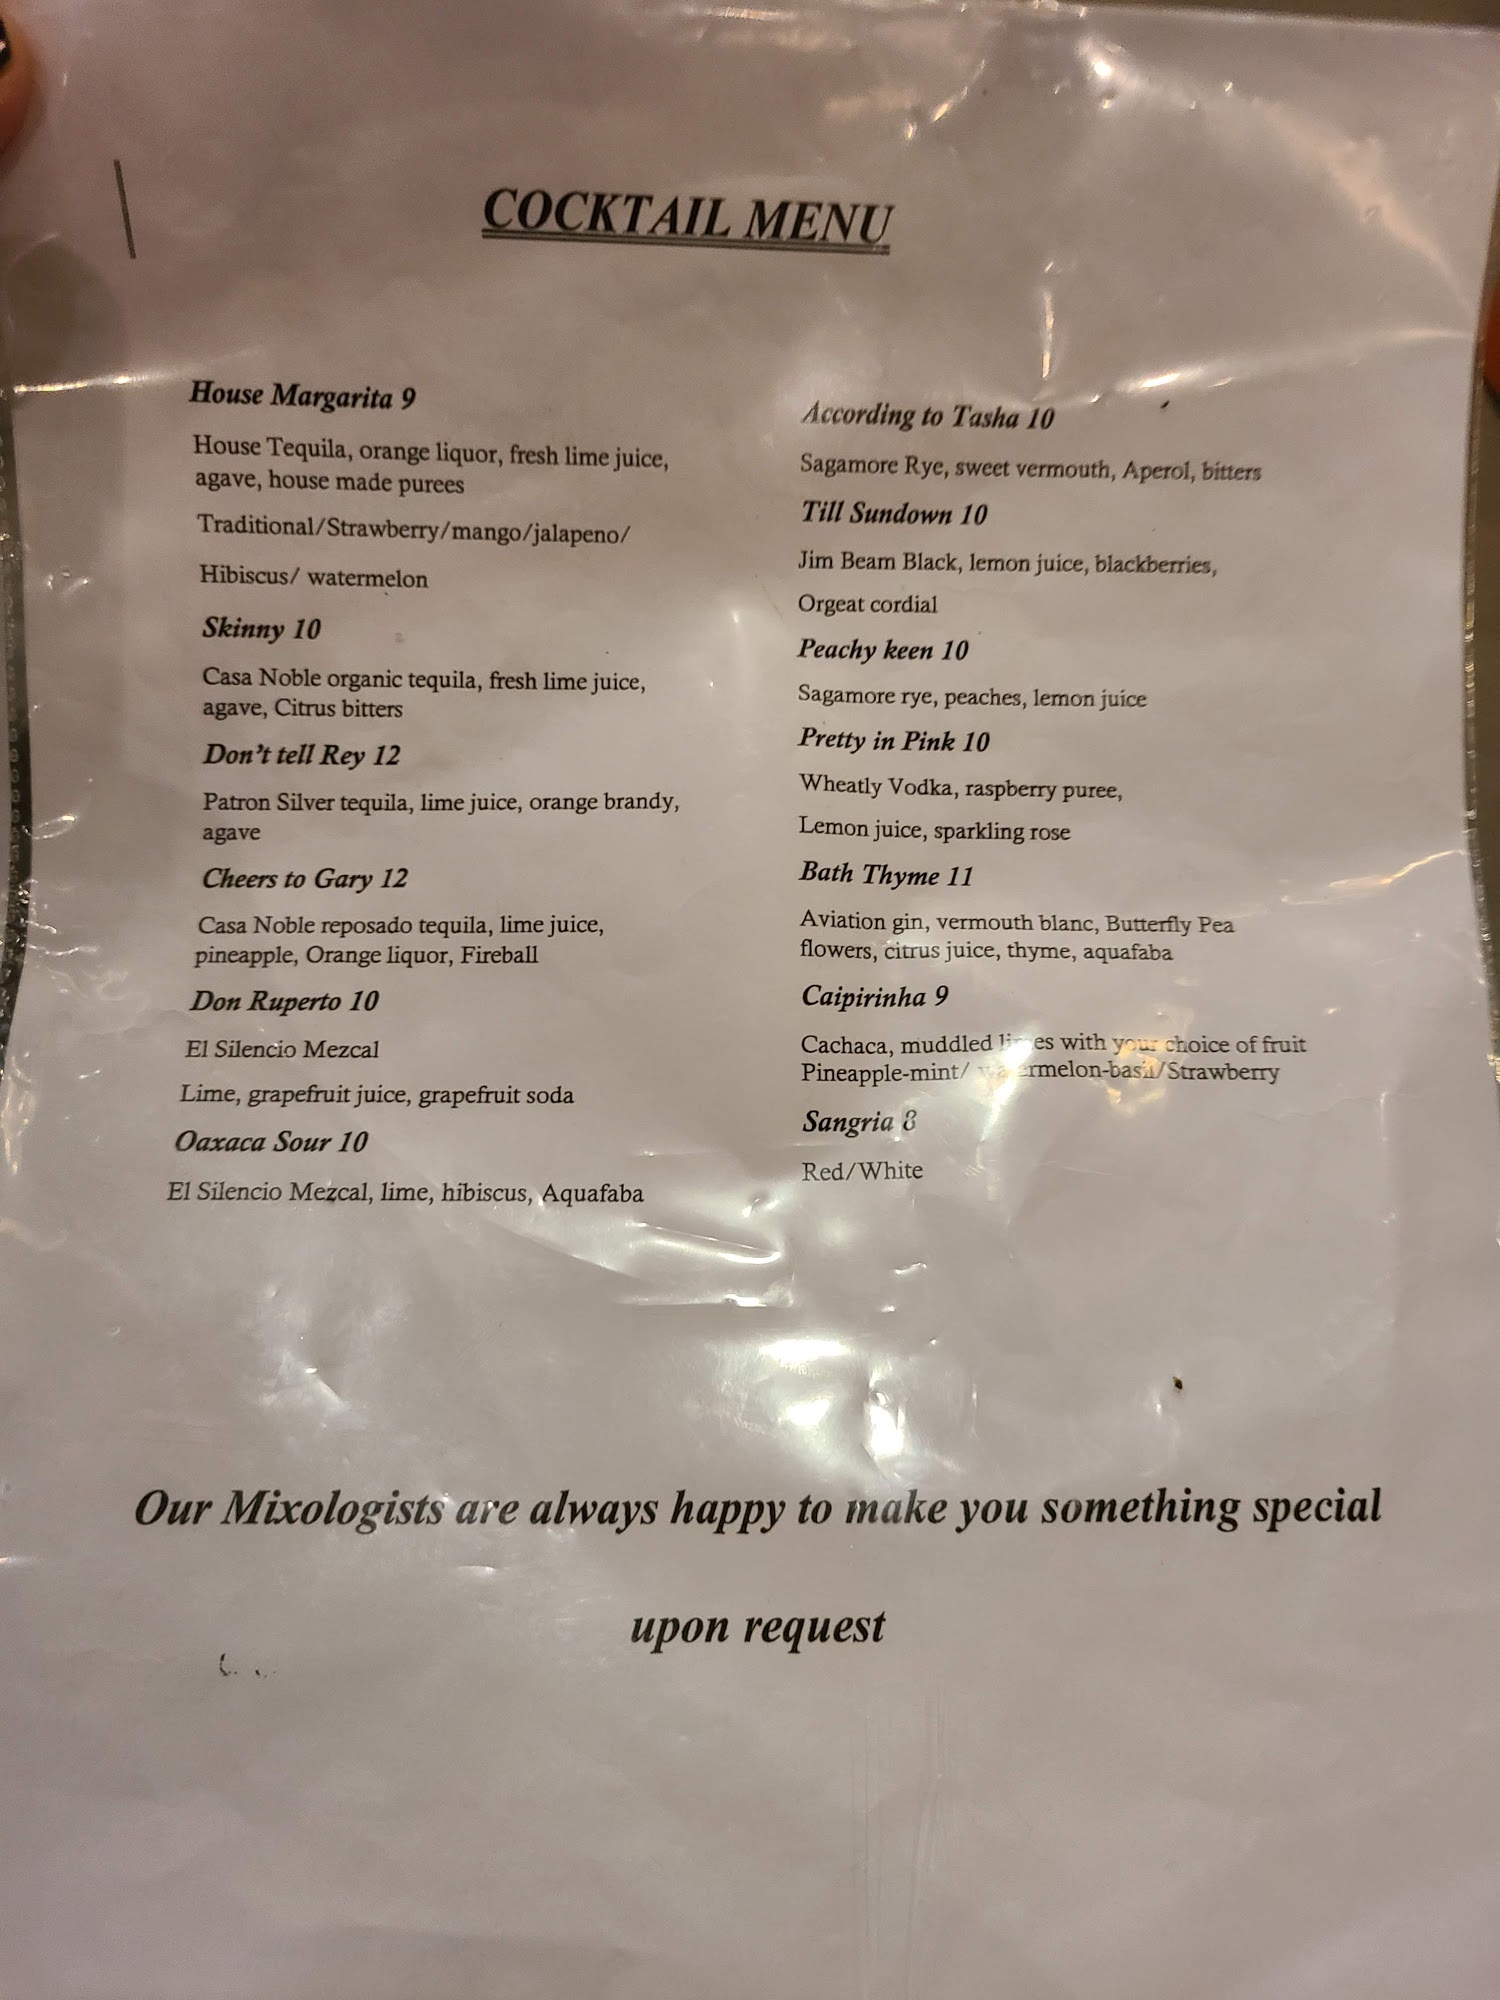 COCKTAIL MENU
House Margarita 9
House Tequila, orange liquor, fresh lime juice,
agave, house made purees
Traditional/Strawberry/mango/jalapeno/
Hibiscus/ watermelon
Skinny 10
Casa Noble organic tequila, fresh lime juice,
agave, Citrus bitters
Don't tell Rey 12
Patron Silver tequila, lime juice, orange brandy,
agave
Cheers to Gary 12
Casa Noble reposado tequila, lime juice,
pineapple, Orange liquor, Fireball
Don Ruperto 10
El Silencio Mezcal
Lime, grapefruit juice, grapefruit soda
Oaxaca Sour 10
El Silencio Mezcal, lime, hibiscus, Aquafaba
According to Tasha 10
Sagamore Rye, sweet vermouth, Aperol, bitters
Till Sundown 10
Jim Beam Black, lemon juice, blackberries,
Orgeat cordial
Peachy keen 10
Sagamore rye, peaches, lemon juice
Pretty in Pink 10
Wheatly Vodka, raspberry puree,
Lemon juice, sparkling rose
Bath Thyme 11
Aviation gin, vermouth blanc, Butterfly Pea
flowers, citrus juice, thyme, aquafaba
Caipirinha 9
Cachaca, muddled limes with your choice of fruit
Pineapple-mint/ watermelon-basil/Strawberry
Sangria 8
Red/White
Our Mixologists are always happy to make you something special
upon request